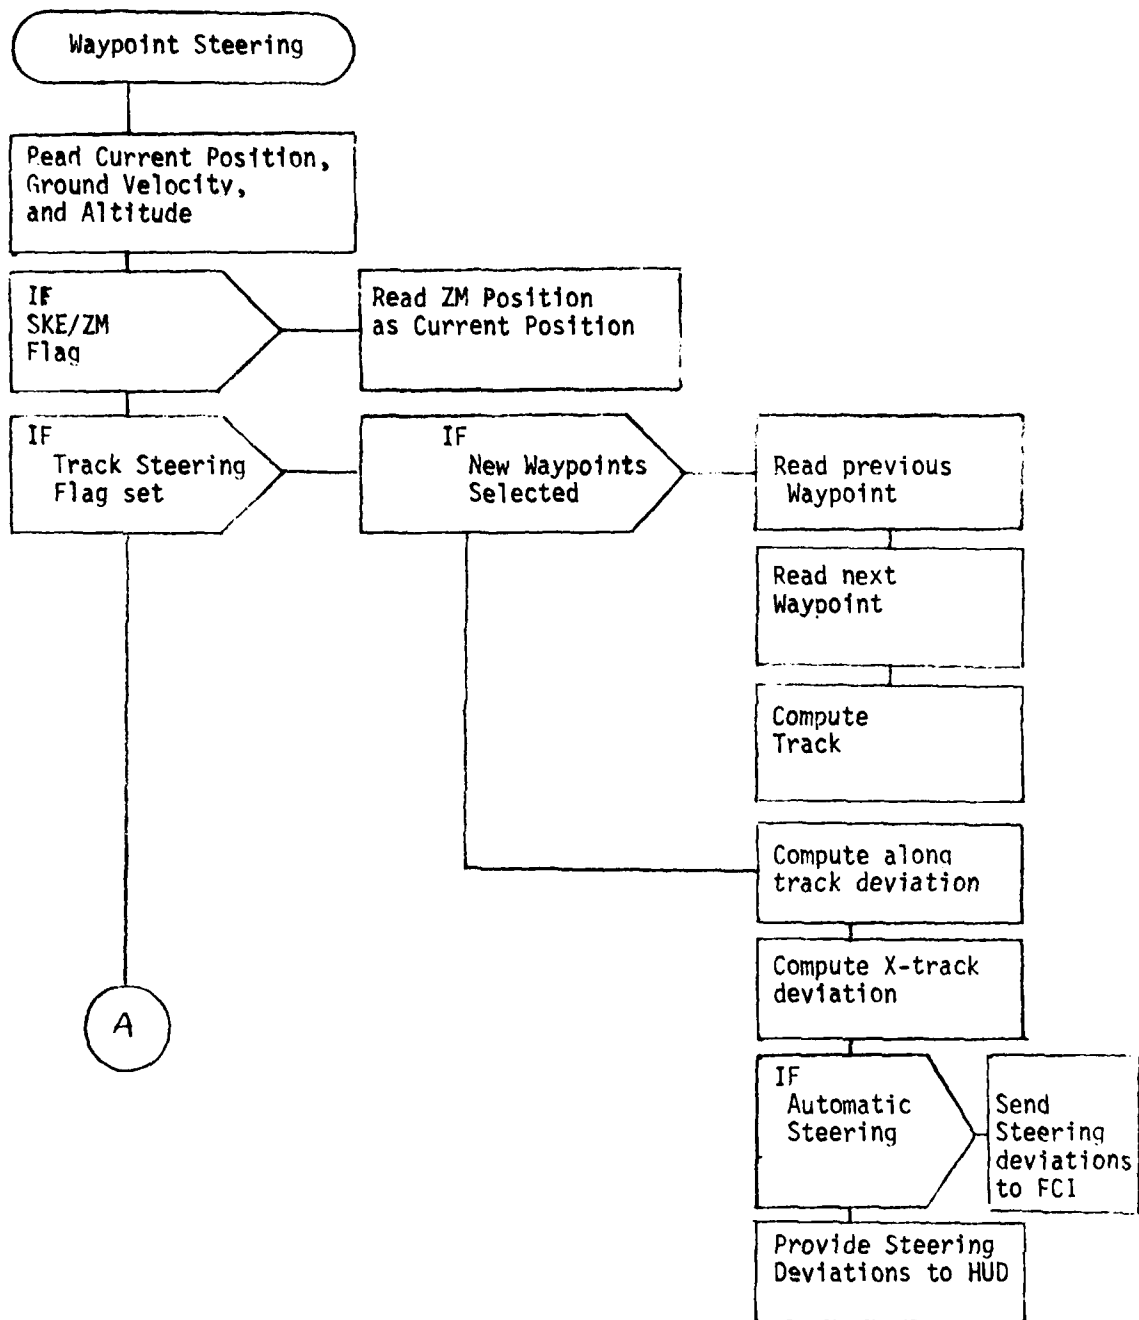 Waypoint Steering
Read Current Position,
Ground Velocity,
and Altitude
IF
SKE/ZM
Flag
Read ZM Position
as Current Position
IF
Track Steering
Flag set
IF
New Waypoints
Selected
Read previous
Waypoint
Read next
Waypoint
Compute
Track
Compute along
track deviation
Compute X-track
deviation
A
IF
Automatic
Steering
Send
Steering
deviations
to FCI
Provide Steering
Deviations to HUD